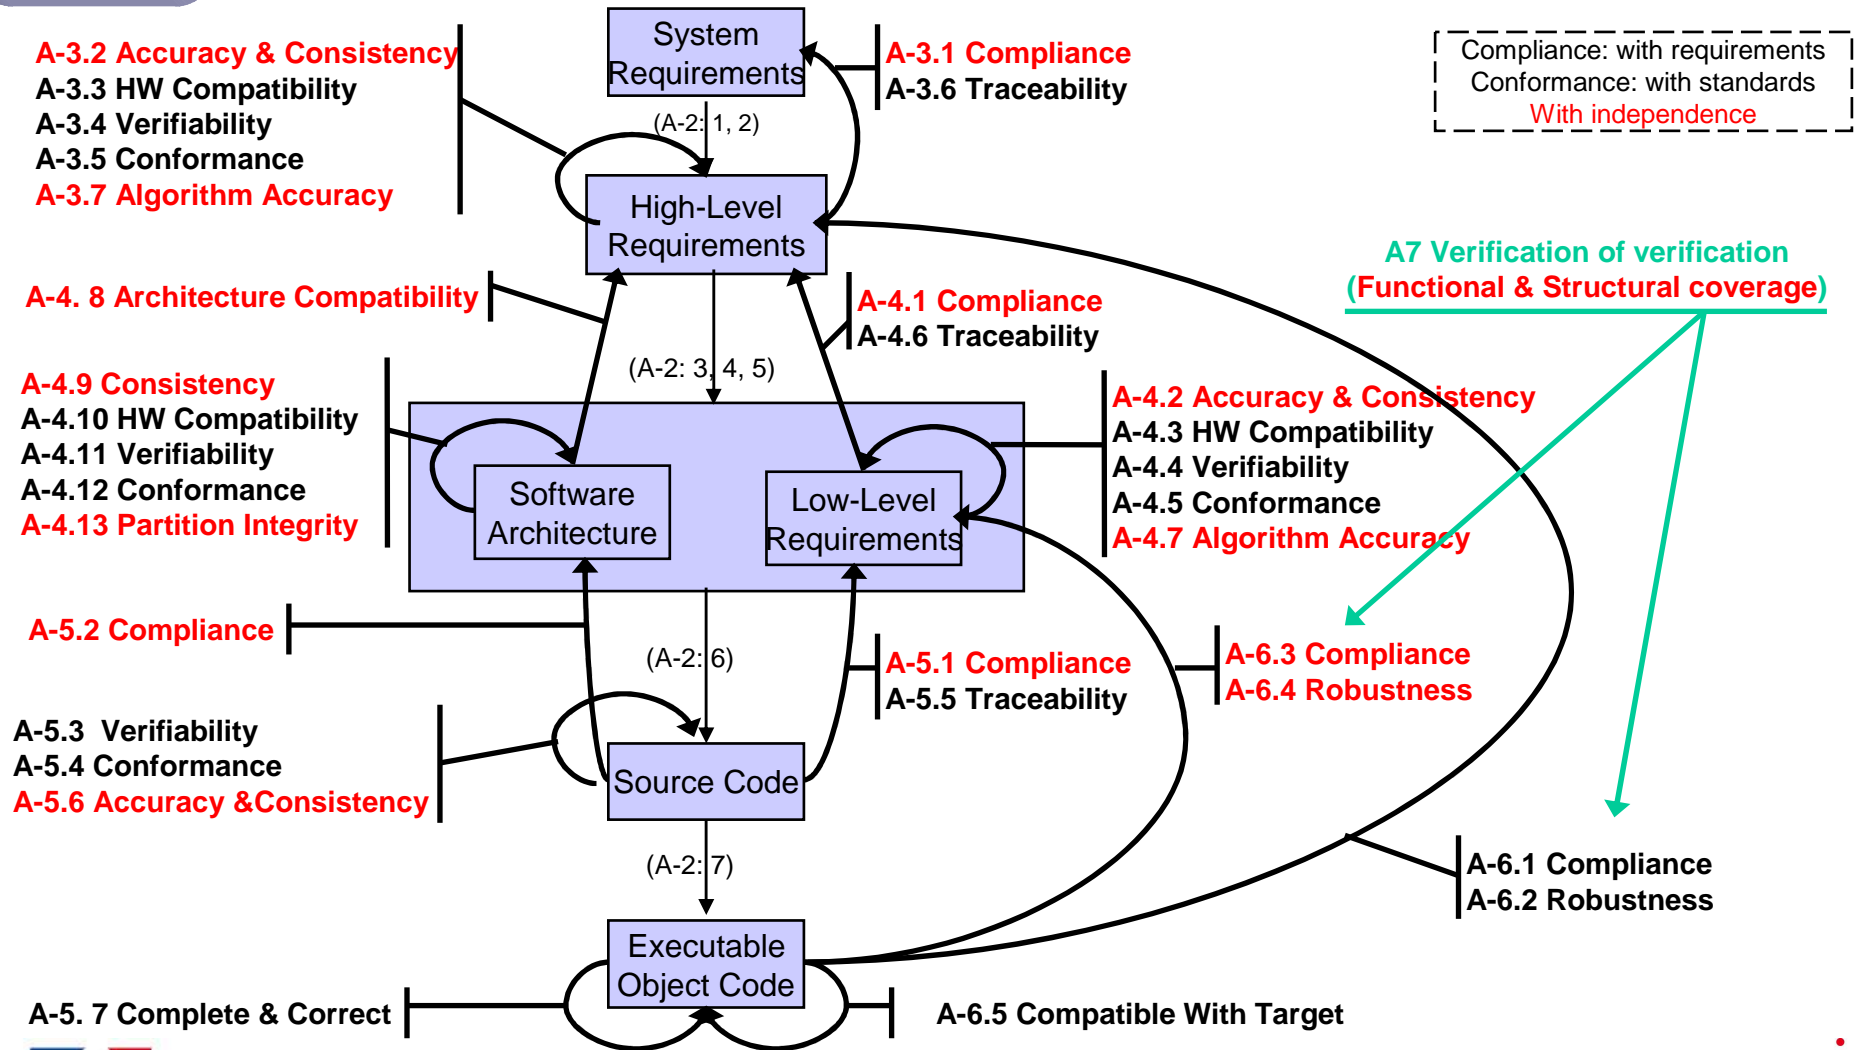 System
Requirements
A-3.2 Accuracy & Consistency
A-3.3 HW Compatibility
A-3.4 Verifiability
A-3.5 Conformance
A-3.7 Algorithm Accuracy
A-3.1 Compliance
A-3.6 Traceability
Compliance: with requirements
Conformance: with standards
With independence
(A-2: 1, 2)
High-Level
Requirements
A7 Verification of verification
(Functional & Structural coverage)
A-4. 8 Architecture Compatibility
A-4.1 Compliance
A-4.6 Traceability
(A-2: 3, 4, 5)
A-4.9 Consistency
A-4.10 HW Compatibility
A-4.11 Verifiability
A-4.12 Conformance
A-4.13 Partition Integrity
Software
Architecture
Low-Level
Requirements
A-4.2 Accuracy & Consistency
A-4.3 HW Compatibility
A-4.4 Verifiability
A-4.5 Conformance
A-4.7 Algorithm Accuracy
A-5.2 Compliance
(A-2: 6)
A-5.1 Compliance
A-5.5 Traceability
A-6.3 Compliance
A-6.4 Robustness
A-5.3 Verifiability
A-5.4 Conformance
A-5.6 Accuracy &Consistency
Source Code
(A-2: 7)
A-6.1 Compliance
A-6.2 Robustness
Executable
Object Code
A-5. 7 Complete & Correct
A-6.5 Compatible With Target